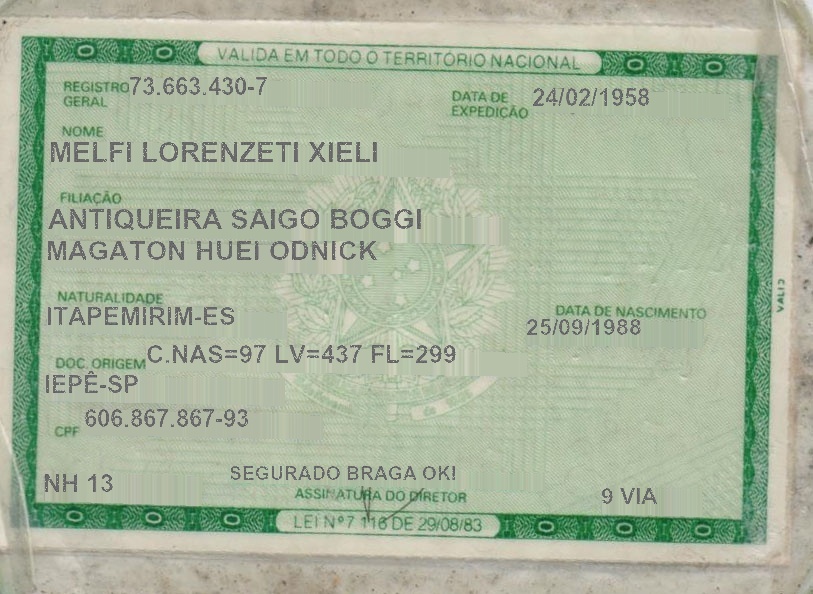 VALIDA EM TODO O TERRITÓRIO NACIONAL
REGISTRO GERAL 73.663.430-7
DATA DE EXPEDIÇÃO 24/02/1958
NOME
MELFI LORENZETI XIELI
FILIAÇÃO
ANTIQUEIRA SAIGO BOGGI
MAGATON HUEI ODNICK
NATURALIDADE
ITAPEMIRIM-ES
DATA DE NASCIMENTO
25/09/1988
DOC. ORIGEM C.NAS=97 LV=437 FL=299
IEPÊ-SP
CPF 606.867.867-93
NH 13
SEGURADO BRAGA OKI
ASSINATURA DO DIRETOR
9 VIA
LEI Nº 7.116 DE 29/08/83
VALID